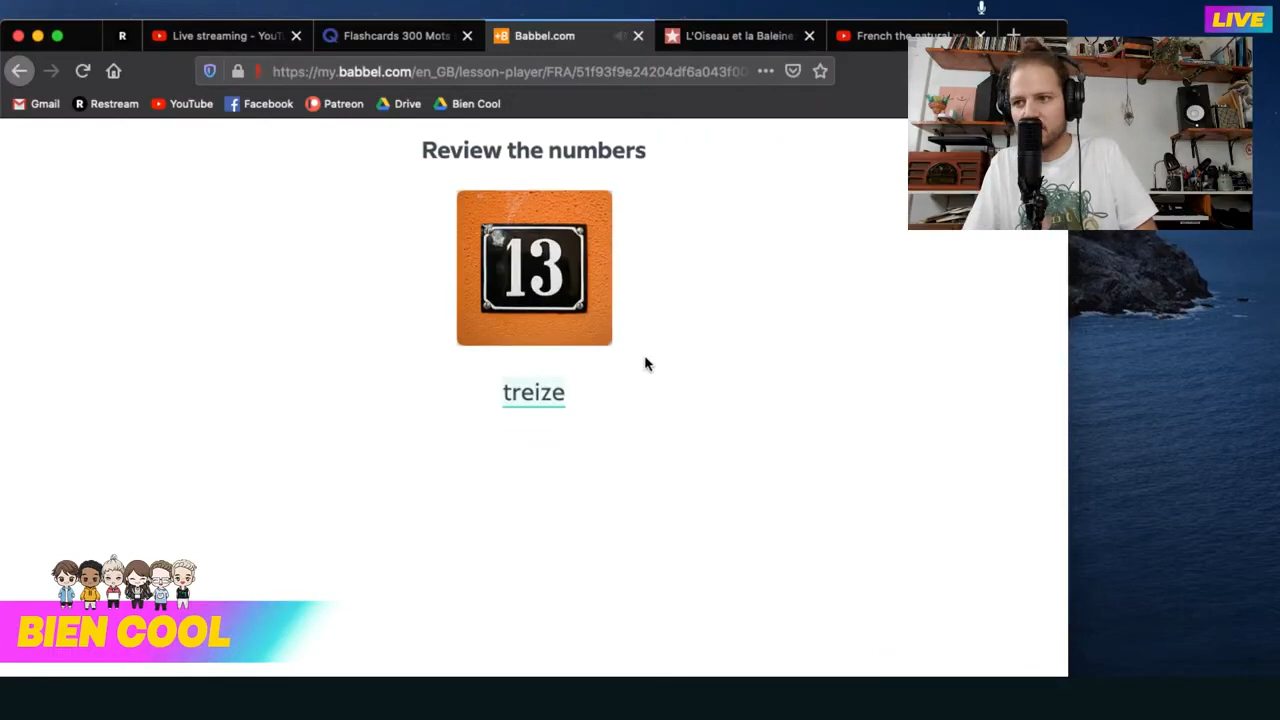 LIVE
R
Live streaming - YouT
Flashcards 300 Mots
Babbel.com
L'Oiseau et la Baleine
French the natural w
https://my.babbel.com/en_GB/lesson-player/FRA/51f93f9e24204df6a043f00
Gmail
Restream
YouTube
Facebook
Patreon
Drive
Bien Cool
Review the numbers
13
treize
BIEN COOL